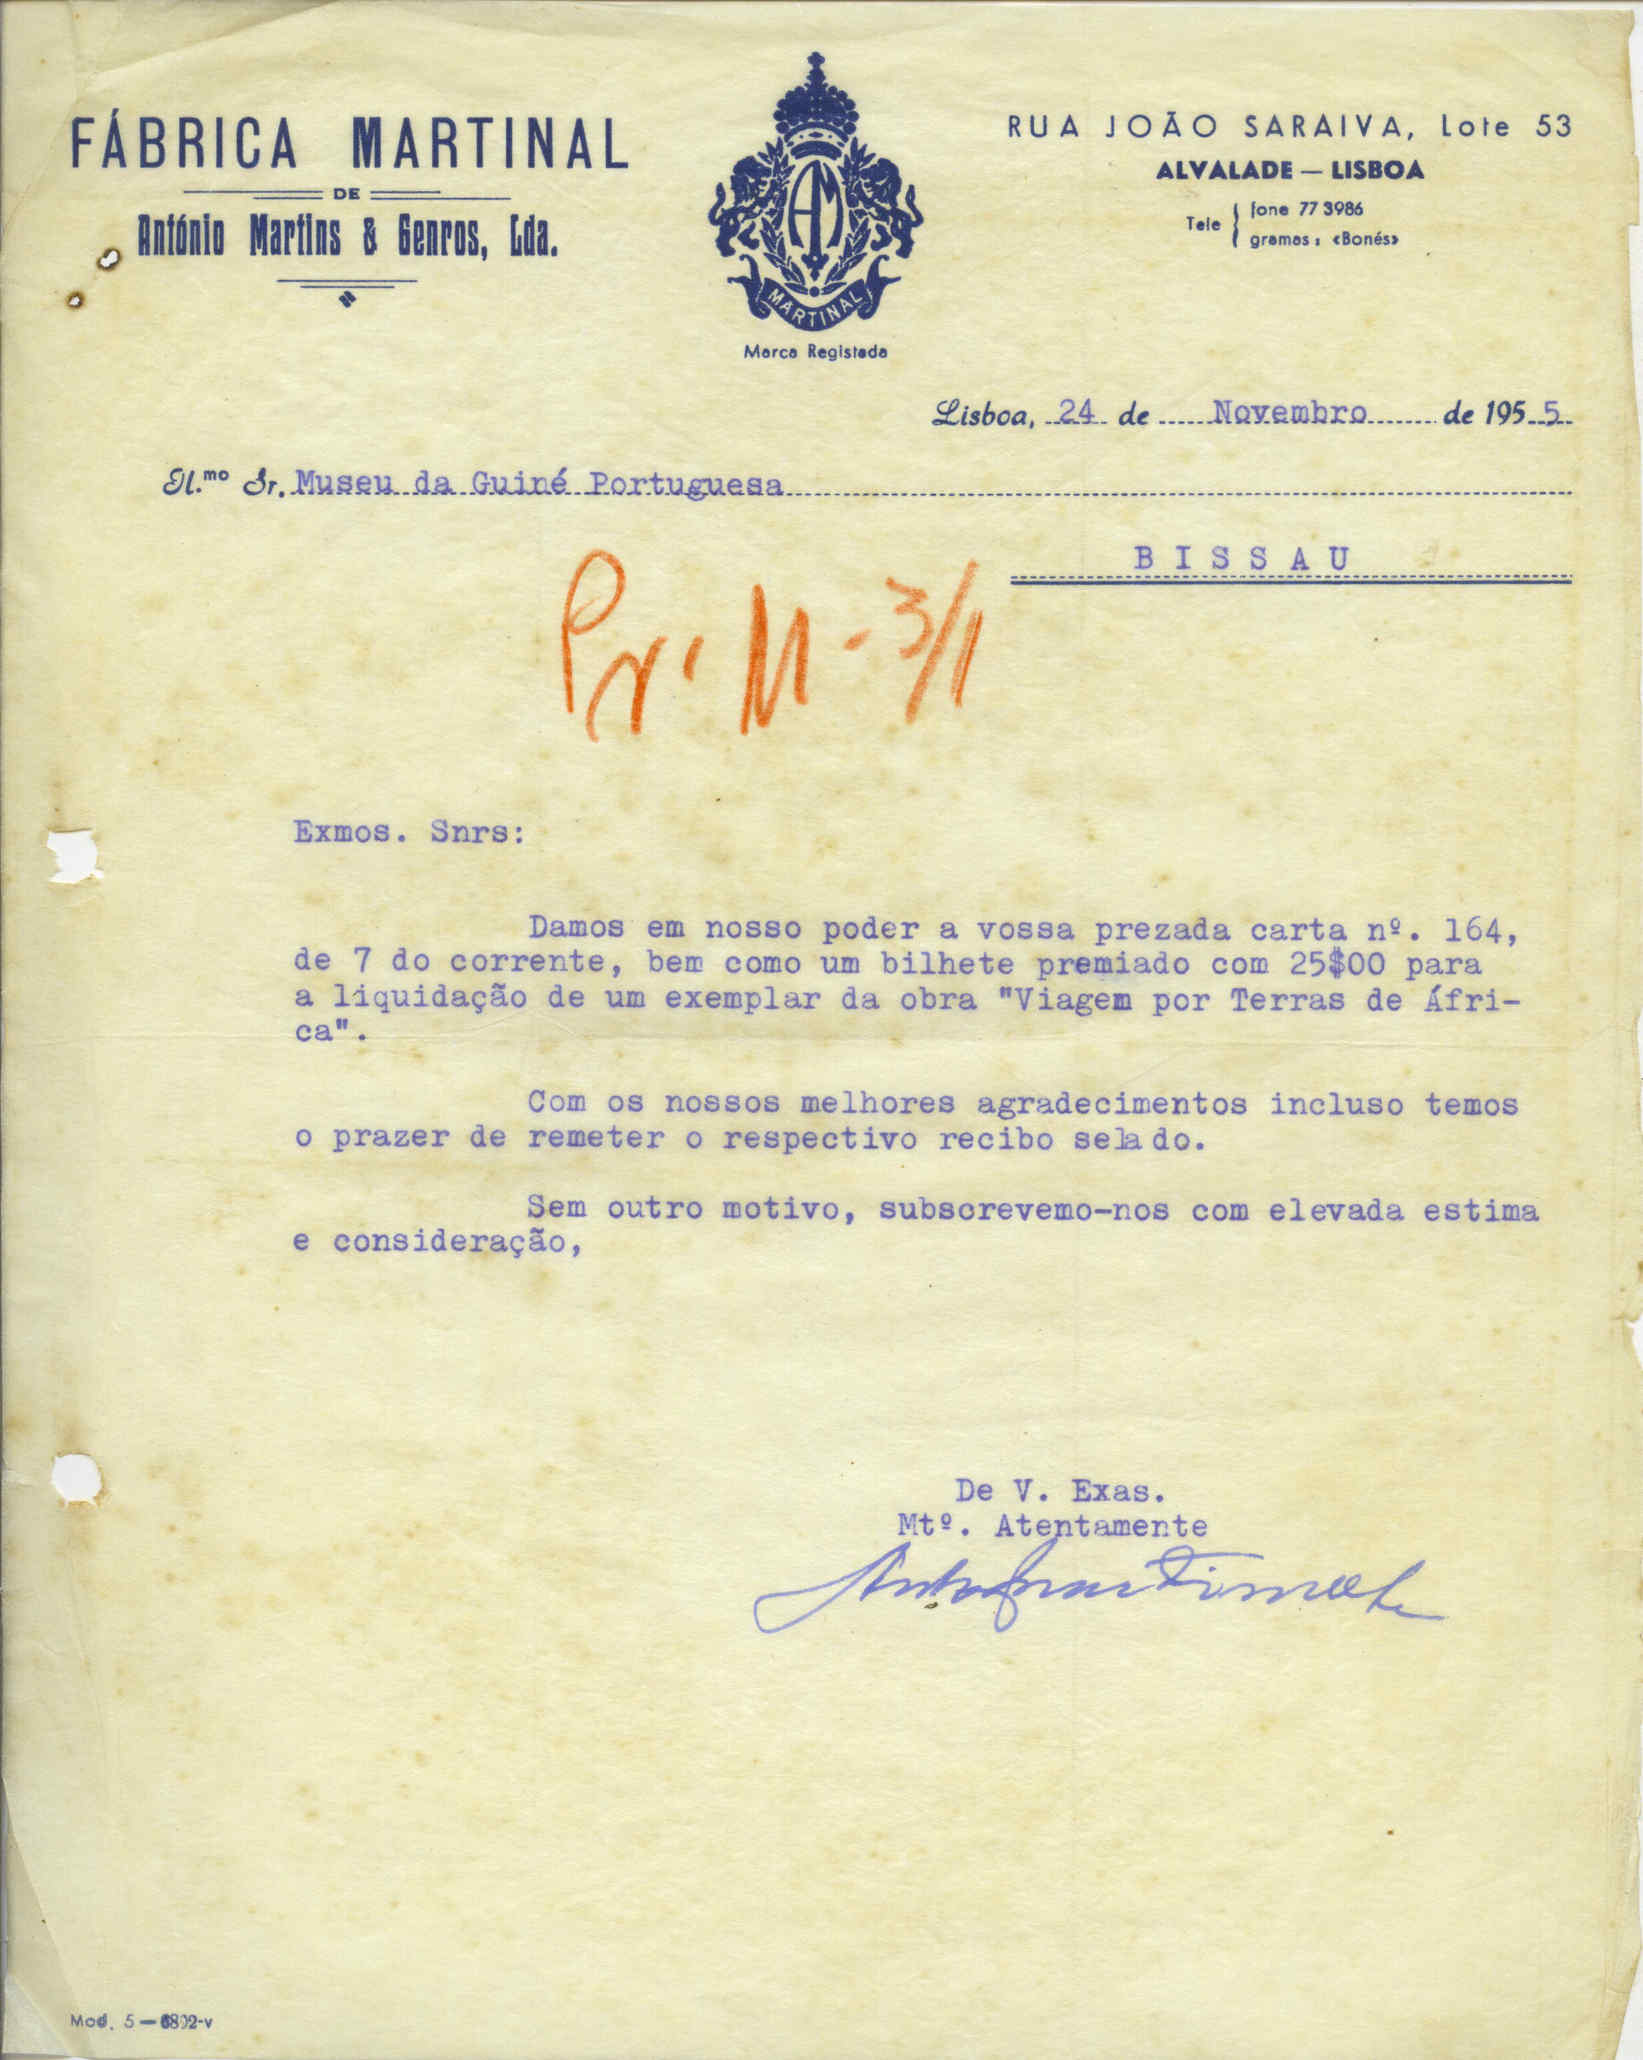 FÁBRICA MARTINAL
DE
António Martins & Genros, Lda.
AM
MARTINAL
Marca Registada
RUA JOÃO SARAIVA, Lote 53
ALVALADE — LISBOA
Tele { fone 77 3986
gramas: «Bonés»
Lisboa, 24 de Novembro de 1955
Il.mo Sr. Museu da Guiné Portuguesa
BISSAU
Pr. M-3/1
Exmos. Snrs:
Damos em nosso poder a vossa prezada carta nº. 164,
de 7 do corrente, bem como um bilhete premiado com 25$00 para
a liquidação de um exemplar da obra "Viagem por Terras de Áfri-
ca".
Com os nossos melhores agradecimentos incluso temos
o prazer de remeter o respectivo recibo selado.
Sem outro motivo, subscrevemo-nos com elevada estima
e consideração,
De V. Exas.
Mtº. Atentamente
Mod. 5